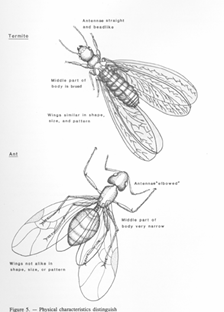 Antennae straight
and beadlike
Termite
Middle part of
body is broad
Wings similar in shape,
size, and pattern
Ant
Antennae "elbowed"
Middle part of
body very narrow
Wings not alike in
shape, size, or pattern
Figure 5. — Physical characteristics distinguish